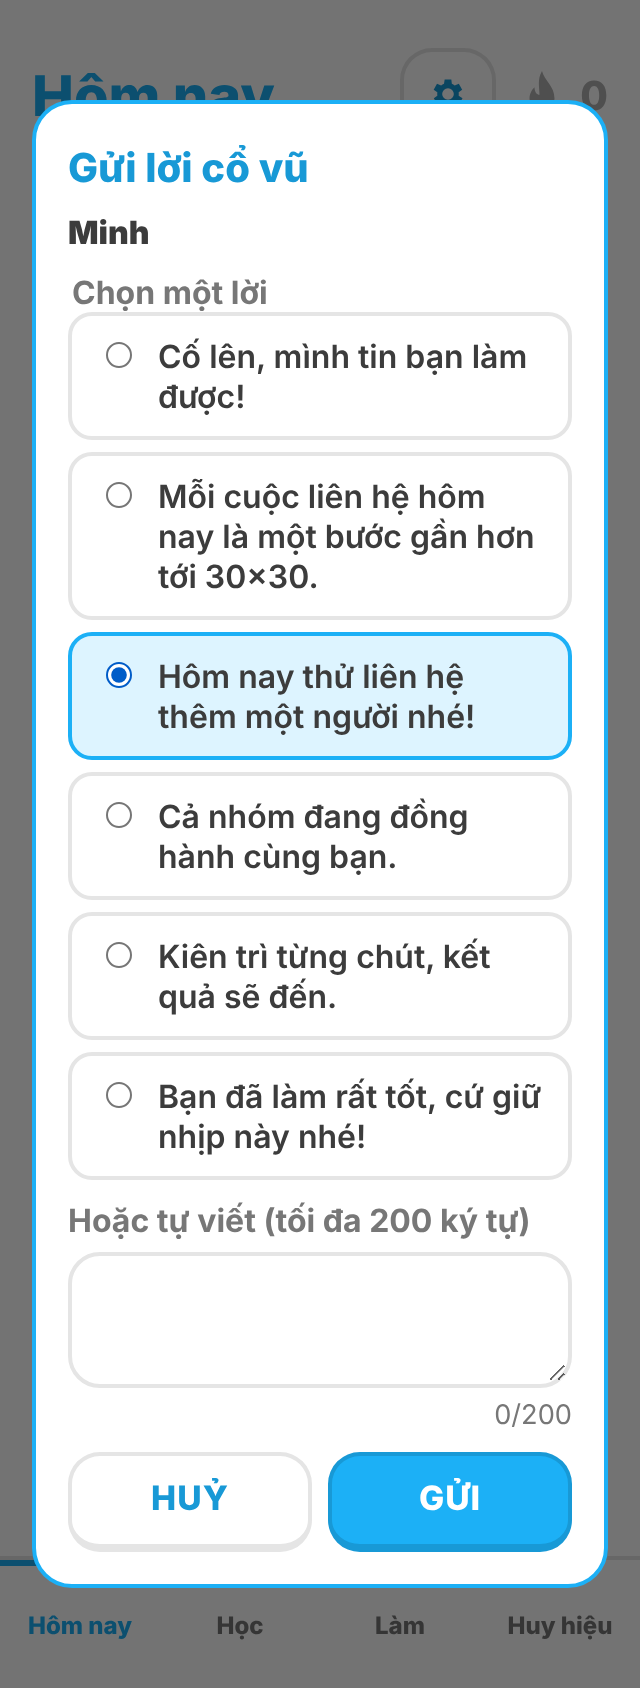 Hôm nay
0
Gửi lời cổ vũ
Minh
Chọn một lời
Cố lên, mình tin bạn làm
được!
Mỗi cuộc liên hệ hôm
nay là một bước gần hơn
tới 30×30.
Hôm nay thử liên hệ
thêm một người nhé!
Cả nhóm đang đồng
hành cùng bạn.
Kiên trì từng chút, kết
quả sẽ đến.
Bạn đã làm rất tốt, cứ giữ
nhịp này nhé!
Hoặc tự viết (tối đa 200 ký tự)
0/200
HUỶ
GỬI
Hôm nay
Học
Làm
Huy hiệu